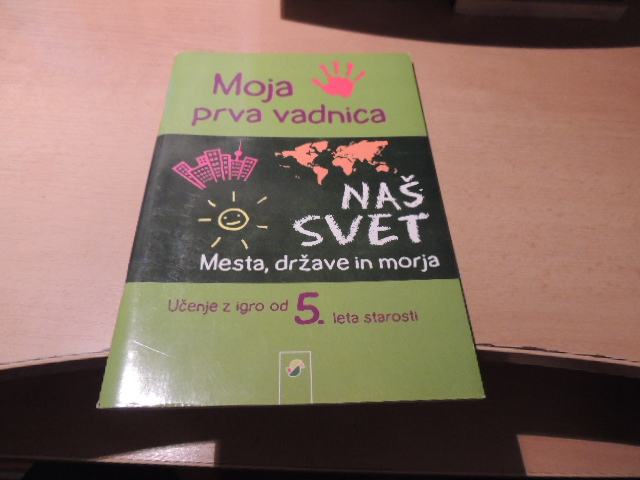 Moja
prva vadnica
NAŠ
SVET
Mesta, države in morja
Učenje z igro od 5. leta starosti